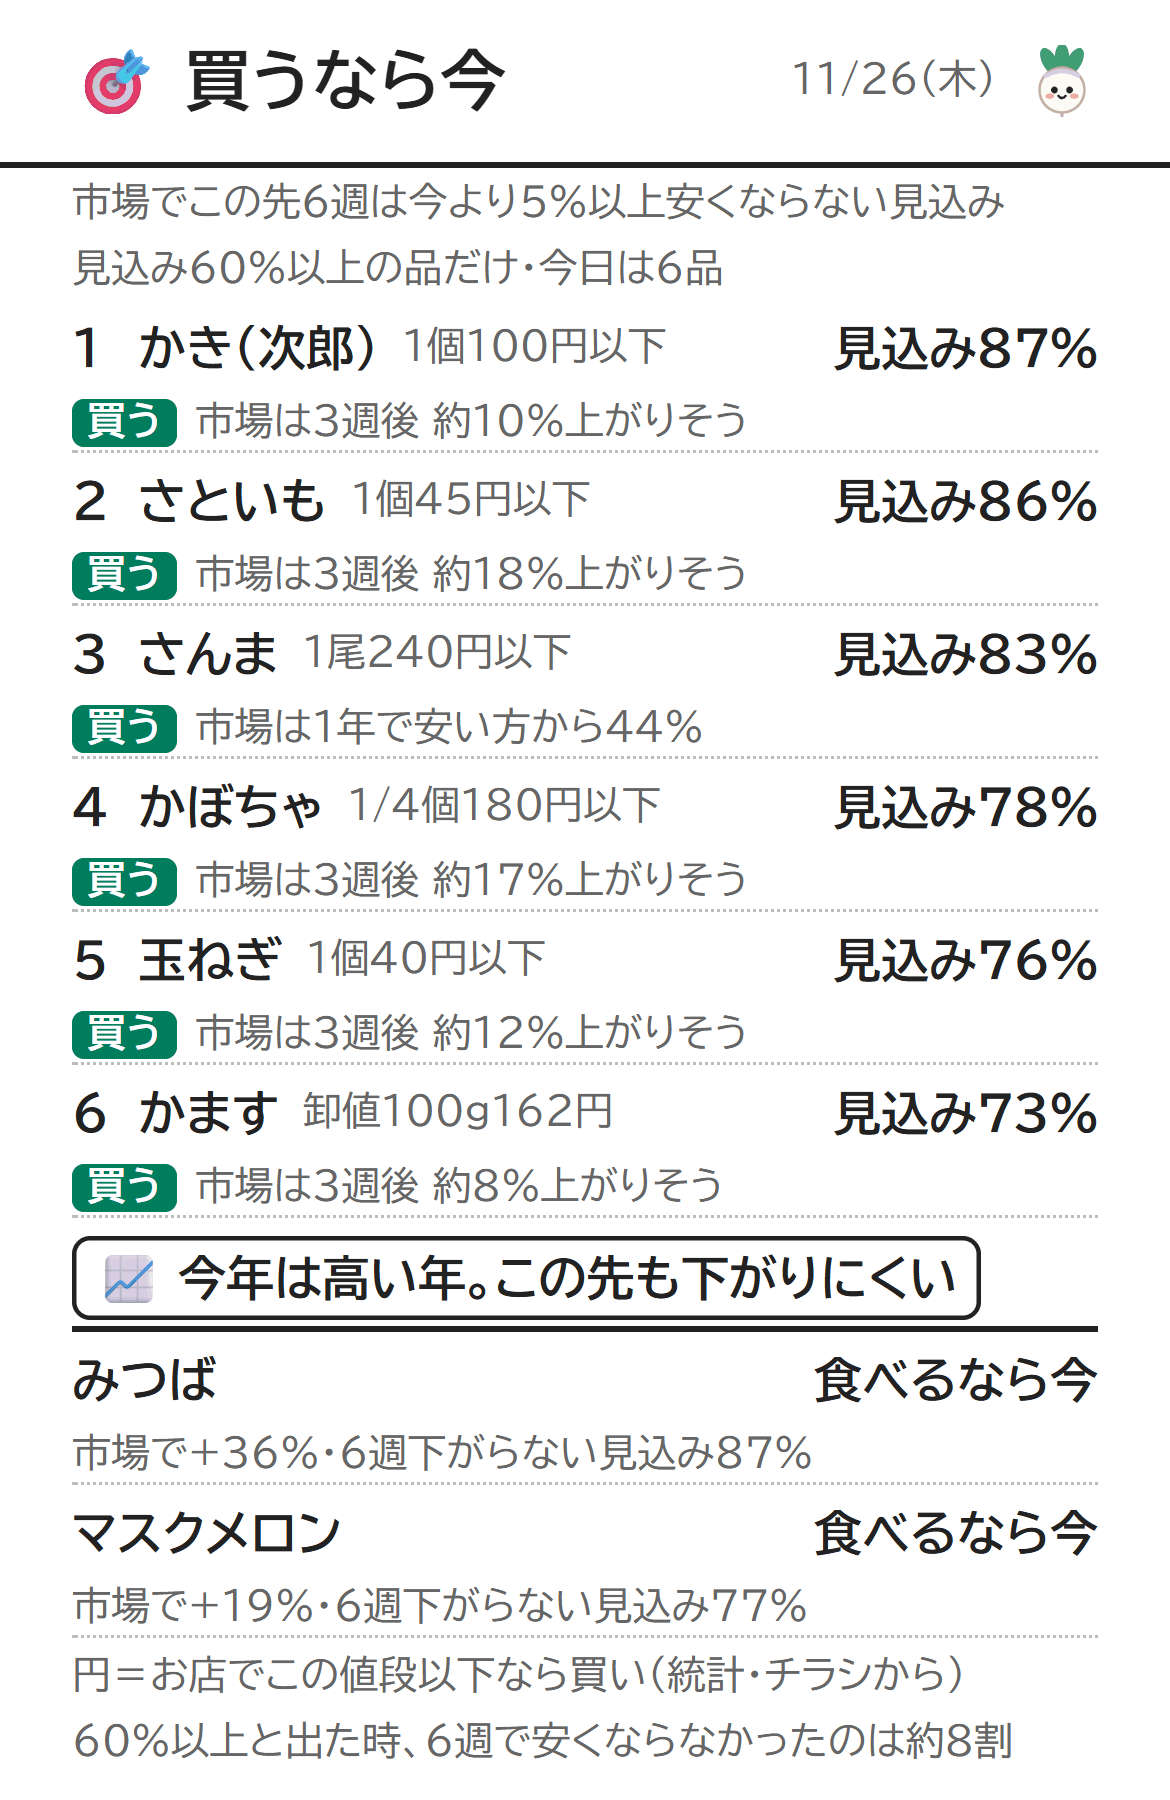 買うなら今
11/26(木)
市場でこの先6週は今より5%以上安くならない見込み
見込み60%以上の品だけ・今日は6品
1 かき(次郎) 1個100円以下 見込み87%
買う 市場は3週後 約10%上がりそう
2 さといも 1個45円以下 見込み86%
買う 市場は3週後 約18%上がりそう
3 さんま 1尾240円以下 見込み83%
買う 市場は1年で安い方から44%
4 かぼちゃ 1/4個180円以下 見込み78%
買う 市場は3週後 約17%上がりそう
5 玉ねぎ 1個40円以下 見込み76%
買う 市場は3週後 約12%上がりそう
6 かます 卸値100g162円 見込み73%
買う 市場は3週後 約8%上がりそう
今年は高い年。この先も下がりにくい
みつば 食べるなら今
市場で+36%・6週下がらない見込み87%
マスクメロン 食べるなら今
市場で+19%・6週下がらない見込み77%
円=お店でこの値段以下なら買い(統計・チラシから)
60%以上と出た時、6週で安くならなかったのは約8割